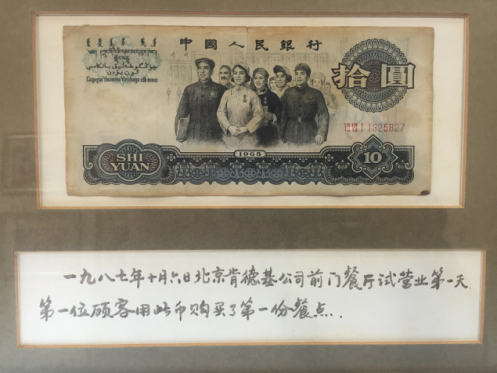 中國人民銀行
拾圓
11325827
1965
SHI
YUAN
10
一九八七年十月六日北京肯德基公司前门餐厅试营业第一天
第一位顾客用此币购买了第一份餐点.